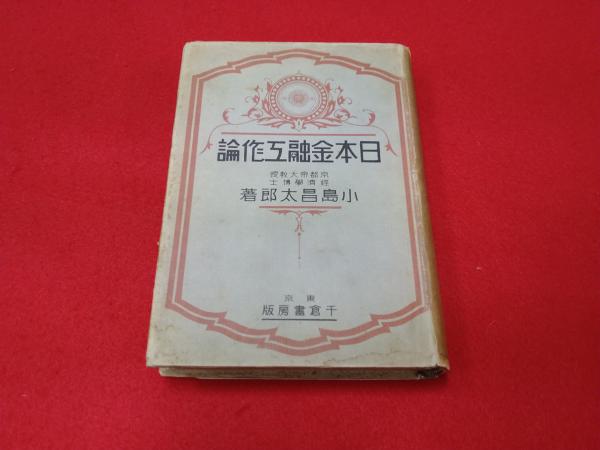 日本金融工作論
京都帝大教授
經濟學博士
小島昌太郎著
東京
千倉書房版